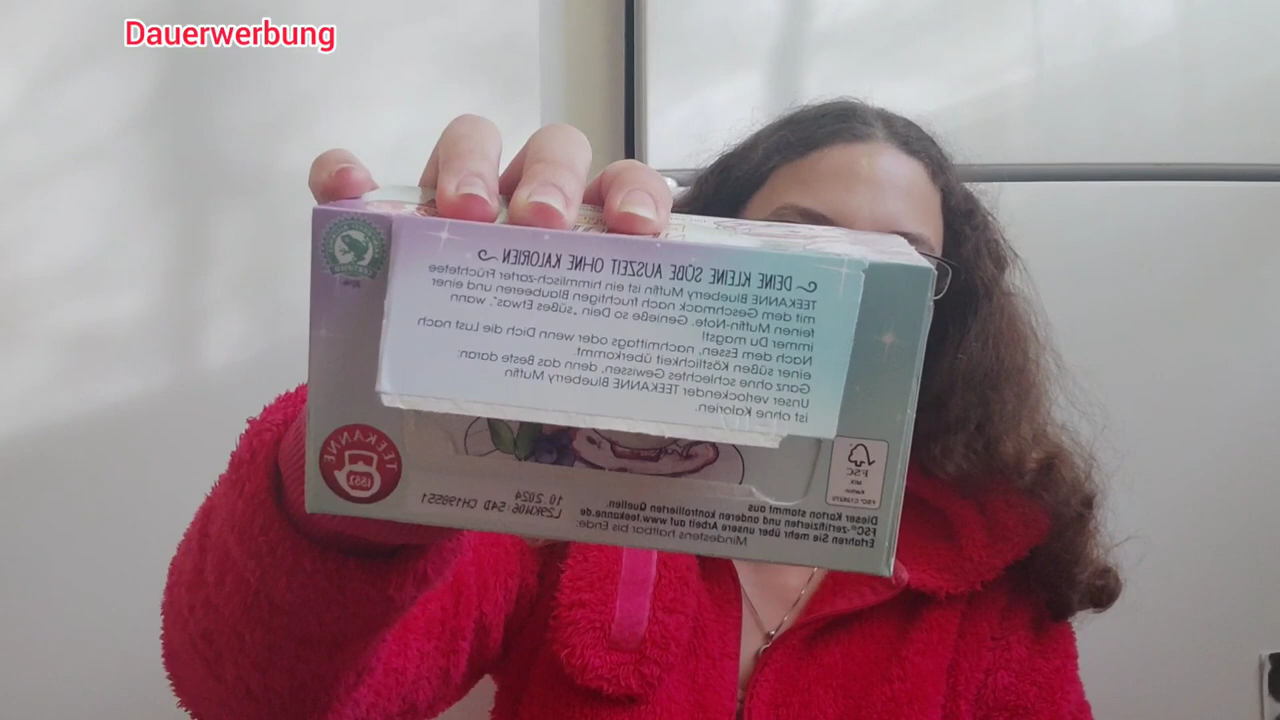 Dauerwerbung
DEINE KLEINE SÜßE AUSZEIT OHNE KALORIEN
TEEKANNE Blueberry Muffin ist ein himmlisch-zarter Früchtetee
mit dem Geschmack nach fruchtigen Blaubeeren und einer
feinen Muffin-Note. Genieße so Dein „süßes Etwas", wann
immer Du magst!
Nach dem Essen, nachmittags oder wenn Dich die Lust nach
einer süßen Köstlichkeit überkommt.
Ganz ohne schlechtes Gewissen, denn das Beste daran:
Unser verlockender TEEKANNE Blueberry Muffin
ist ohne Kalorien.
TEEKANNE
1882
FSC
MIX
Karton
Dieser Karton stammt aus
FSC®-zertifizierten und anderen kontrollierten Quellen.
Erfahren Sie mehr über unsere Arbeit auf www.teekanne.de
Mindestens haltbar bis Ende:
10.2024